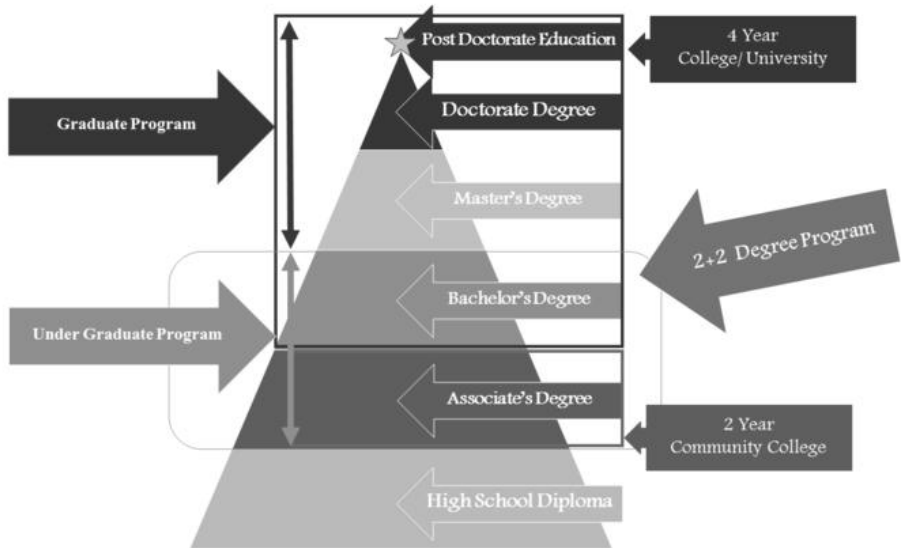 Post Doctorate Education
4 Year
College/ University
Doctorate Degree
Graduate Program
Master's Degree
2+2 Degree Program
Bachelor's Degree
Under Graduate Program
Associate's Degree
2 Year
Community College
High School Diploma